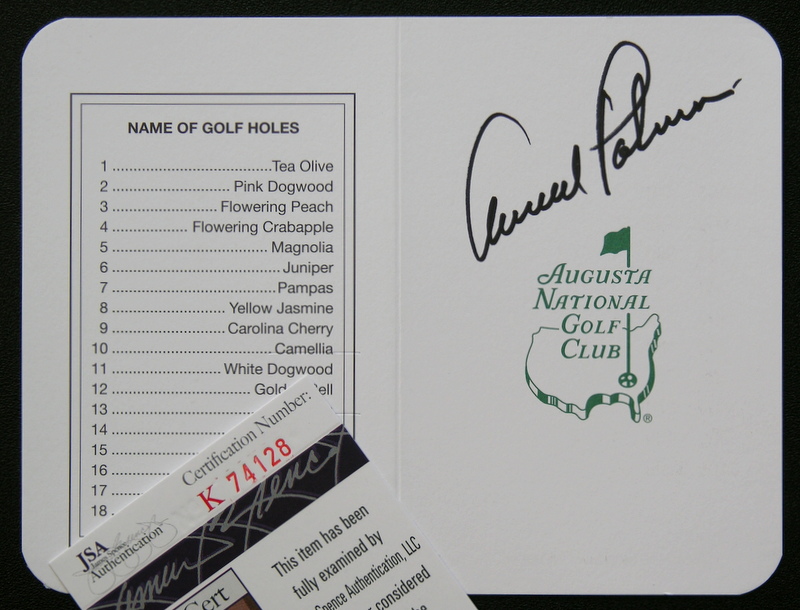 NAME OF GOLF HOLES
1 ........................................Tea Olive
2 .............................. Pink Dogwood
3 ........................... Flowering Peach
4 .................... Flowering Crabapple
5 ....................................... Magnolia
6 ..........................................Juniper
7 ......................................... Pampas
8 ............................. Yellow Jasmine
9 ............................. Carolina Cherry
10 ........................................ Camellia
11 ............................ White Dogwood
12 ....................................
13
14
15
16
17
18
Arnold Palmer
AUGUSTA
NATIONAL
GOLF
CLUB
®
Certification Number:
K 74128
JSA
James Spence
Authentication
This item has been
fully examined by
Spence Authentication, LLC
considered